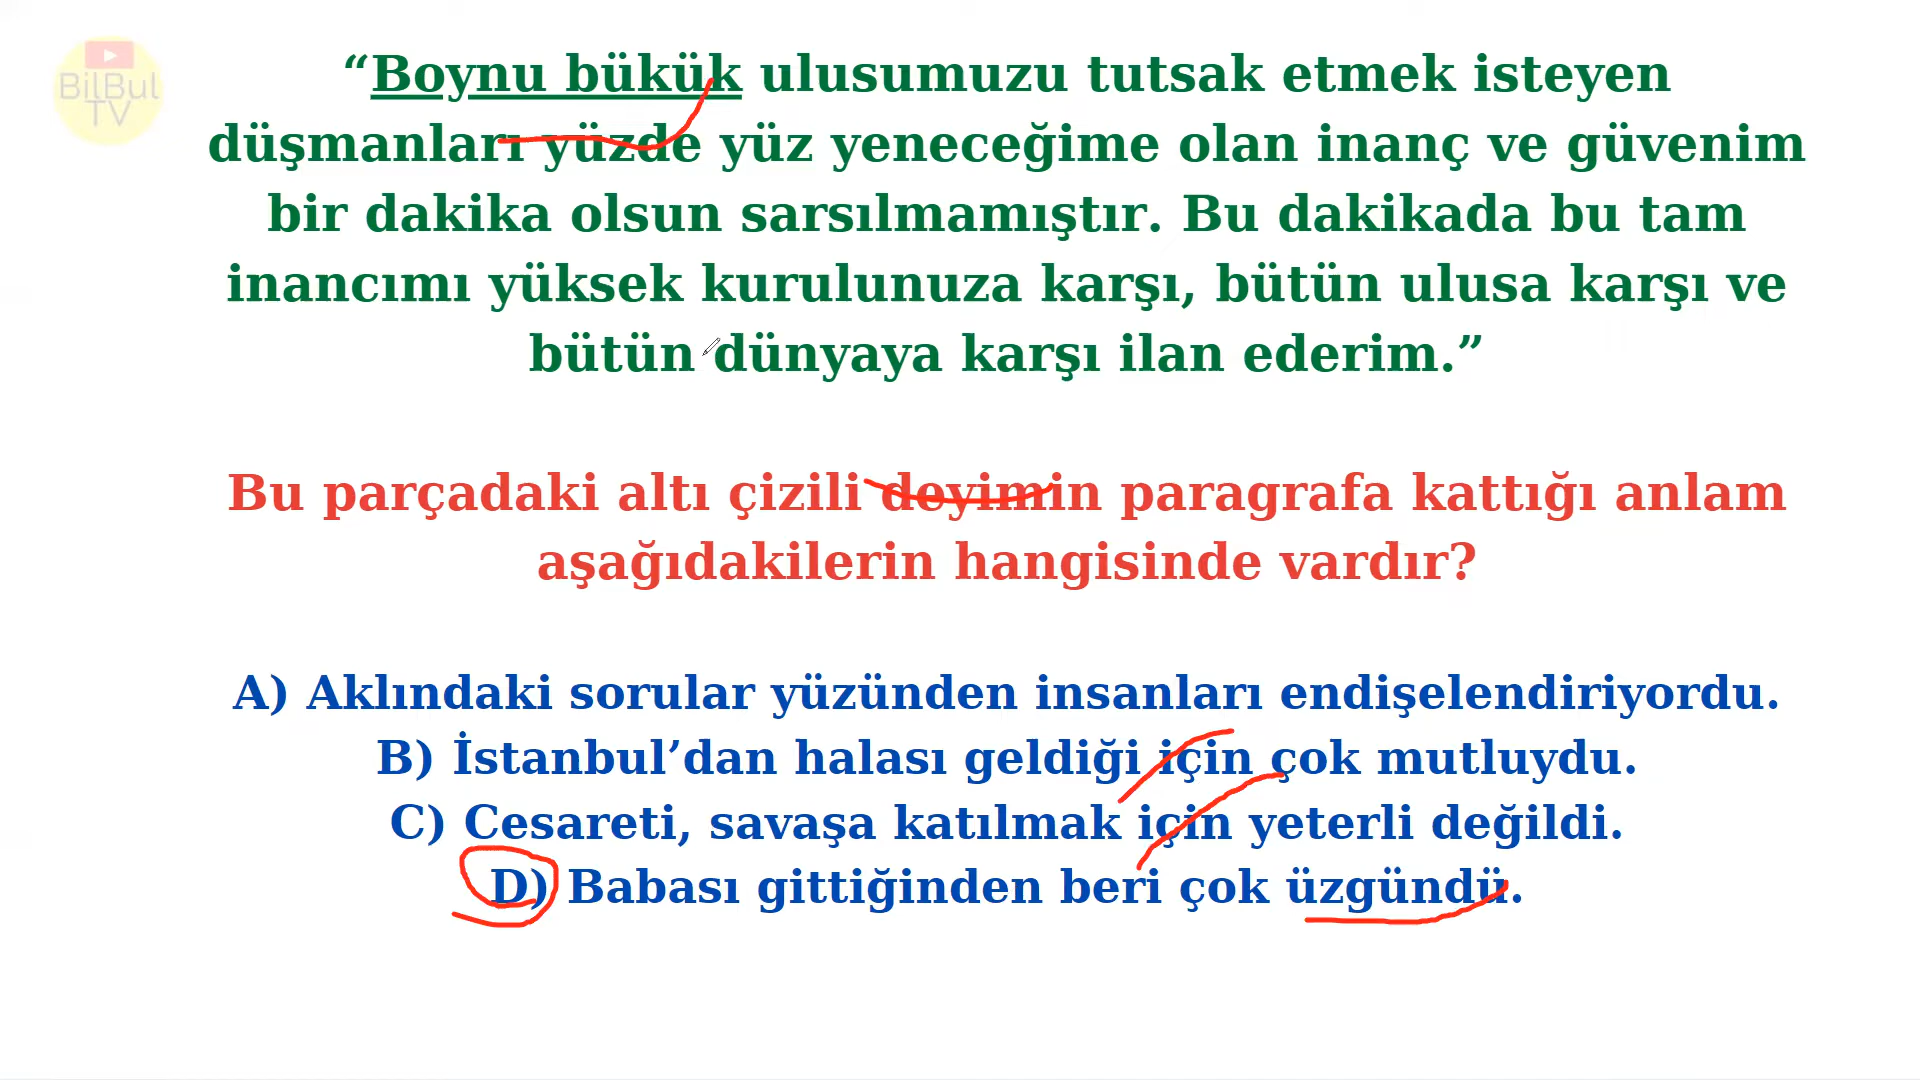 BilBul
TV
“Boynu bükük ulusumuzu tutsak etmek isteyen
düşmanları yüzde yüz yeneceğime olan inanç ve güvenim
bir dakika olsun sarsılmamıştır. Bu dakikada bu tam
inancımı yüksek kurulunuza karşı, bütün ulusa karşı ve
bütün dünyaya karşı ilan ederim.”
Bu parçadaki altı çizili deyimin paragrafa kattığı anlam
aşağıdakilerin hangisinde vardır?
A) Aklındaki sorular yüzünden insanları endişelendiriyordu.
B) İstanbul’dan halası geldiği için çok mutluydu.
C) Cesareti, savaşa katılmak için yeterli değildi.
D) Babası gittiğinden beri çok üzgündü.